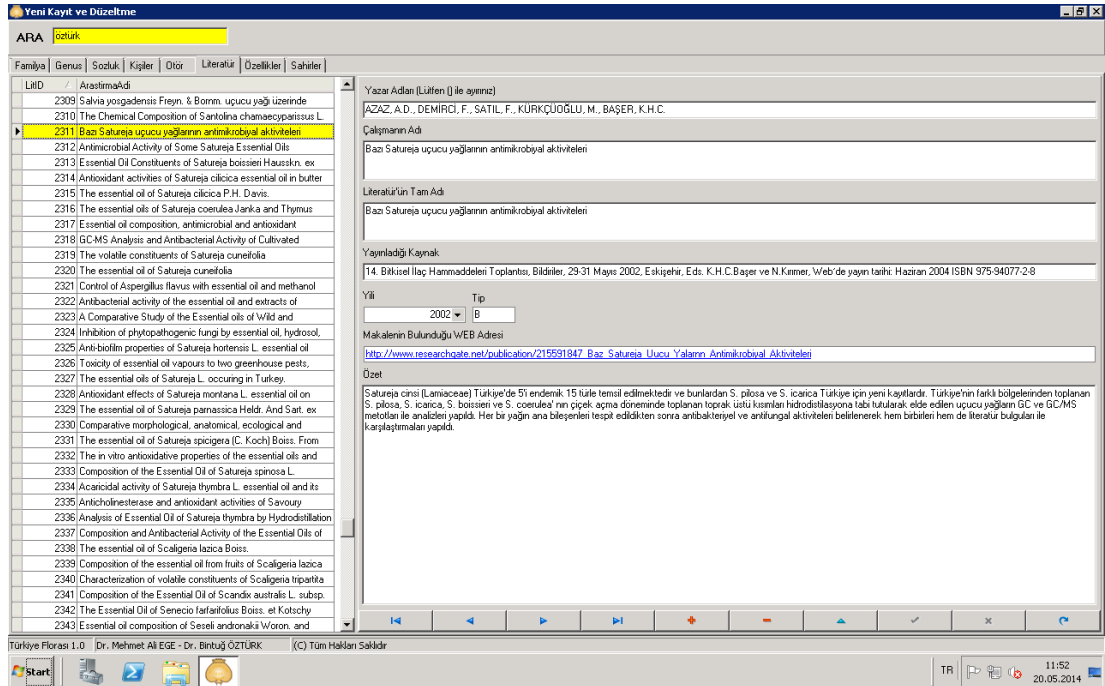 Yeni Kayıt ve Düzeltme
ARA öztürk
Familya Genus Sozluk Kişiler Otör Literatür Özellikler Sahirler
LitID / ArastirmaAdi
2309 Salvia yosgadensis Freyn. & Bornm. uçucu yağı üzerinde
2310 The Chemical Composition of Santolina chamaecyparissus L.
2311 Bazı Satureja uçucu yağlarının antimikrobiyal aktiviteleri
2312 Antimicrobial Activity of Some Satureja Essential Oils
2313 Essential Oil Constituents of Satureja boissieri Hausskn. ex
2314 Antioxidant activities of Satureja cilicica essential oil in butter
2315 The essential oil of Satureja cilicica P.H. Davis.
2316 The essential oils of Satureja coerulea Janka and Thymus
2317 Essential oil composition, antimicrobial and antioxidant
2318 GC-MS Analysis and Antibacterial Activity of Cultivated
2319 The volatile constituents of Satureja cuneifolia
2320 The essential oil of Satureja cuneifolia
2321 Control of Aspergillus flavus with essential oil and methanol
2322 Antibacterial activity of the essential oil and extracts of
2323 A Comparative Study of the Essential oils of Wild and
2324 Inhibition of phytopathogenic fungi by essential oil, hydrosol,
2325 Anti-biofilm properties of Satureja hortensis L. essential oil
2326 Toxicity of essential oil vapours to two greenhouse pests,
2327 The essential oils of Satureja L. occuring in Turkey.
2328 Antioxidant effects of Satureja montana L. essential oil on
2329 The essential oil of Satureja parnassica Heldr. And Sart. ex
2330 Comparative morphological, anatomical, ecological and
2331 The essential oil of Satureja spicigera (C. Koch) Boiss. From
2332 The in vitro antioxidative properties of the essential oils and
2333 Composition of the Essential Oil of Satureja spinosa L.
2334 Acaricidal activity of Satureja thymbra L. essential oil and its
2335 Anticholinesterase and antioxidant activities of Savoury
2336 Analysis of Essential Oil of Satureja thymbra by Hydrodistillation
2337 Composition and Antibacterial Activity of the Essential Oils of
2338 The essential oil of Scaligeria lazica Boiss.
2339 Composition of the essential oil from fruits of Scaligeria lazica
2340 Characterization of volatile constituents of Scaligeria tripartita
2341 Composition of the Essential Oil of Scandix australis L. subsp.
2342 The Essential Oil of Senecio farfarifolius Boiss. et Kotschy
2343 Essential oil composition of Seseli andronakii Woron. and
Yazar Adları (Lütfen () ile ayırınız)
AZAZ, A.D., DEMİRCİ, F., SATIL, F., KÜRKÇÜOĞLU, M., BAŞER, K.H.C.
Çalışmanın Adı
Bazı Satureja uçucu yağlarının antimikrobiyal aktiviteleri
Literatür'ün Tam Adı
Bazı Satureja uçucu yağlarının antimikrobiyal aktiviteleri
Yayınladığı Kaynak
14. Bitkisel İlaç Hammaddeleri Toplantısı, Bildiriler, 29-31 Mayıs 2002, Eskişehir, Eds. K.H.C.Başer ve N.Kırımer, Web'de yayın tarihi: Haziran 2004 ISBN 975-94077-2-8
Yili Tip
2002 B
Makalenin Bulunduğu WEB Adresi
http://www.researchgate.net/publication/215591847_Baz_Satureja_Uucu_Yalarnn_Antimikrobiyal_Aktiviteleri
Özet
Satureja cinsi (Lamiaceae) Türkiye'de 5'i endemik 15 türle temsil edilmektedir ve bunlardan S. pilosa ve S. icarica Türkiye için yeni kayıtlardır. Türkiye'nin farklı bölgelerinden toplanan
S. pilosa, S. icarica, S. boissieri ve S. coerulea' nın çiçek açma döneminde toplanan toprak üstü kısımları hidrodistilasyona tabi tutularak elde edilen uçucu yağların GC ve GC/MS
metotları ile analizleri yapıldı. Her bir yağın ana bileşenleri tespit edildikten sonra antibakteriyel ve antifungal aktiviteleri belirlenerek hem birbirleri hem de literatür bulguları ile
karşılaştırmaları yapıldı.
Türkiye Florası 1.0 Dr. Mehmet Ali EGE - Dr. Bintuğ ÖZTÜRK (C) Tüm Hakları Saklıdır
Start TR 11:52
20.05.2014